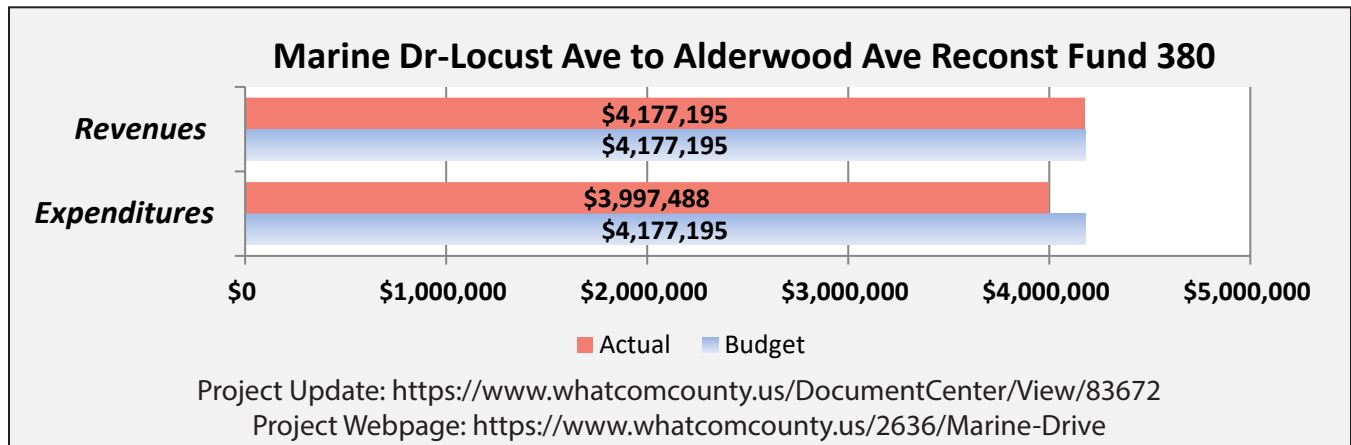 Marine Dr-Locust Ave to Alderwood Ave Reconst Fund 380
Revenues
$4,177,195
$4,177,195
Expenditures
$3,997,488
$4,177,195
$0 $1,000,000 $2,000,000 $3,000,000 $4,000,000 $5,000,000
Actual Budget
Project Update: https://www.whatcomcounty.us/DocumentCenter/View/83672
Project Webpage: https://www.whatcomcounty.us/2636/Marine-Drive